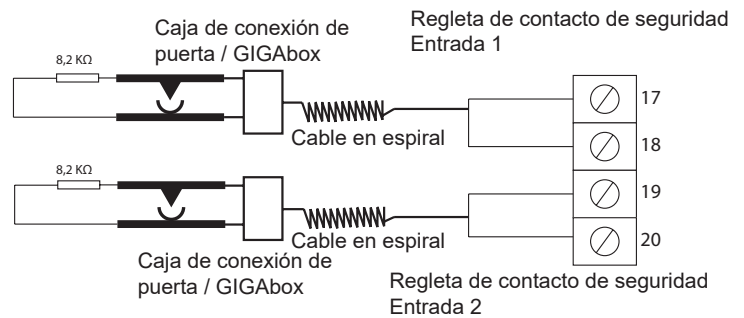 Caja de conexión de
puerta / GIGAbox
Regleta de contacto de seguridad
Entrada 1
8,2 KΩ
17
Cable en espiral
18
8,2 KΩ
19
Cable en espiral
20
Caja de conexión de
puerta / GIGAbox
Regleta de contacto de seguridad
Entrada 2